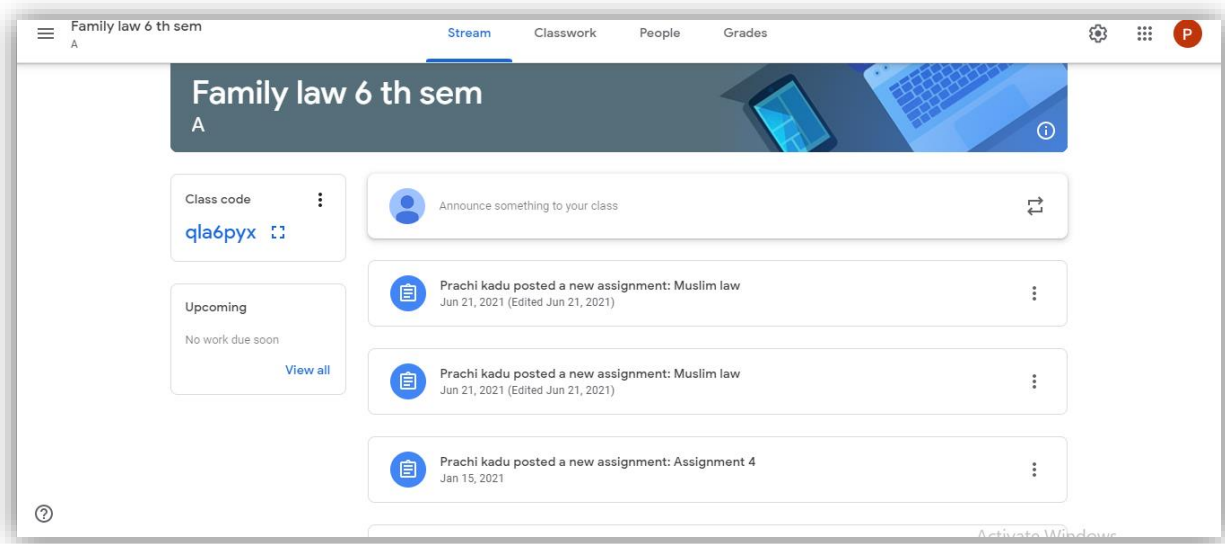 Family law 6 th sem
A
Stream Classwork People Grades
P
Family law 6 th sem
A
Class code
qla6pyx
Announce something to your class
Upcoming
No work due soon
View all
Prachi kadu posted a new assignment: Muslim law
Jun 21, 2021 (Edited Jun 21, 2021)
Prachi kadu posted a new assignment: Muslim law
Jun 21, 2021 (Edited Jun 21, 2021)
Prachi kadu posted a new assignment: Assignment 4
Jan 15, 2021
Activate Windows